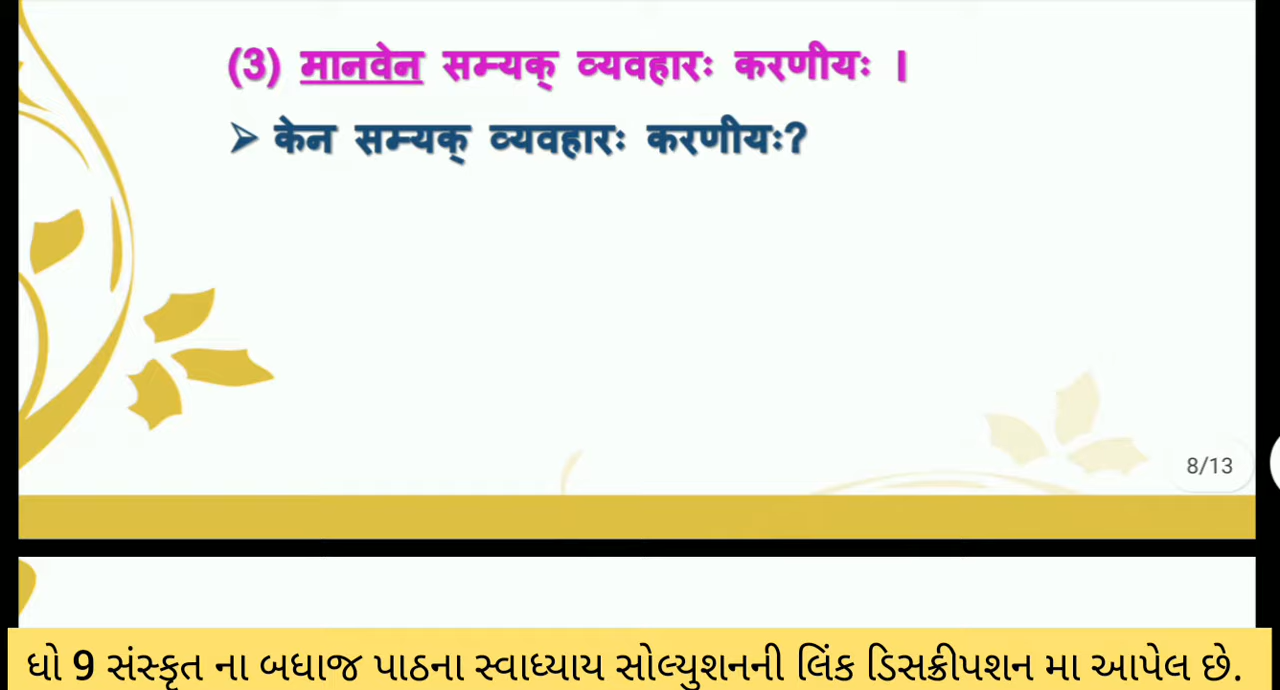 (3) मानवेन सम्यक् व्यवहारः करणीयः ।
➢ केन सम्यक् व्यवहारः करणीयः?
8/13
ધો 9 સંસ્કૃત ના બધાજ પાઠના સ્વાધ્યાય સોલ્યુશનની લિંક ડિસક્રીપશન મા આપેલ છે.